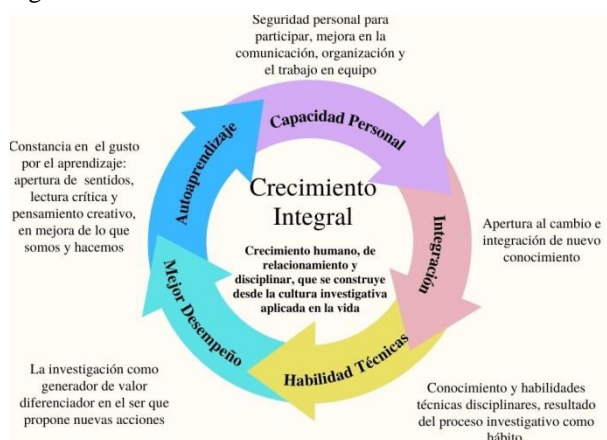 Seguridad personal para
participar, mejora en la
comunicación, organización y
el trabajo en equipo
Capacidad Personal
Integración
Apertura al cambio e
integración de nuevo
conocimiento
Habilidad Técnicas
Conocimiento y habilidades
técnicas disciplinares, resultado
del proceso investigativo como
hábito
Mejor Desempeño
La investigación como
generador de valor
diferenciador en el ser que
propone nuevas acciones
Autoaprendizaje
Constancia en el gusto
por el aprendizaje:
apertura de sentidos,
lectura crítica y
pensamiento creativo,
en mejora de lo que
somos y hacemos
Crecimiento
Integral
Crecimiento humano, de
relacionamiento y
disciplinar, que se construye
desde la cultura investigativa
aplicada en la vida